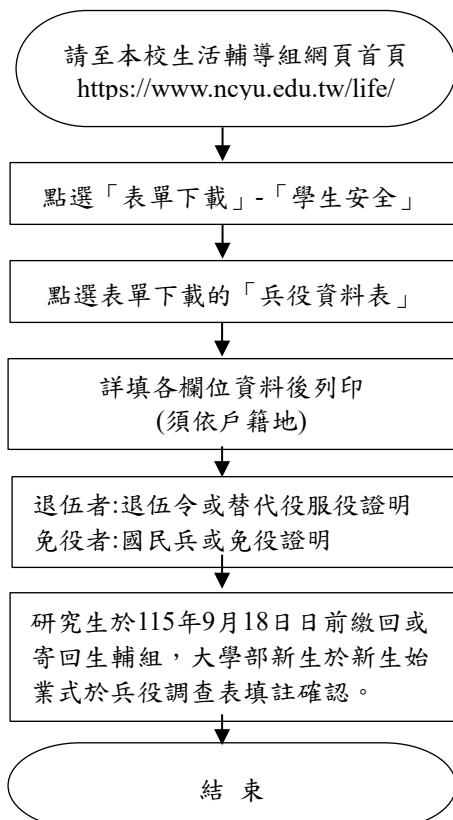 請至本校生活輔導組網頁首頁
https://www.ncyu.edu.tw/life/
點選「表單下載」-「學生安全」
點選表單下載的「兵役資料表」
詳填各欄位資料後列印
(須依戶籍地)
退伍者:退伍令或替代役服役證明
免役者:國民兵或免役證明
研究生於115年9月18日日前繳回或
寄回生輔組，大學部新生於新生始
業式於兵役調查表填註確認。
結 束